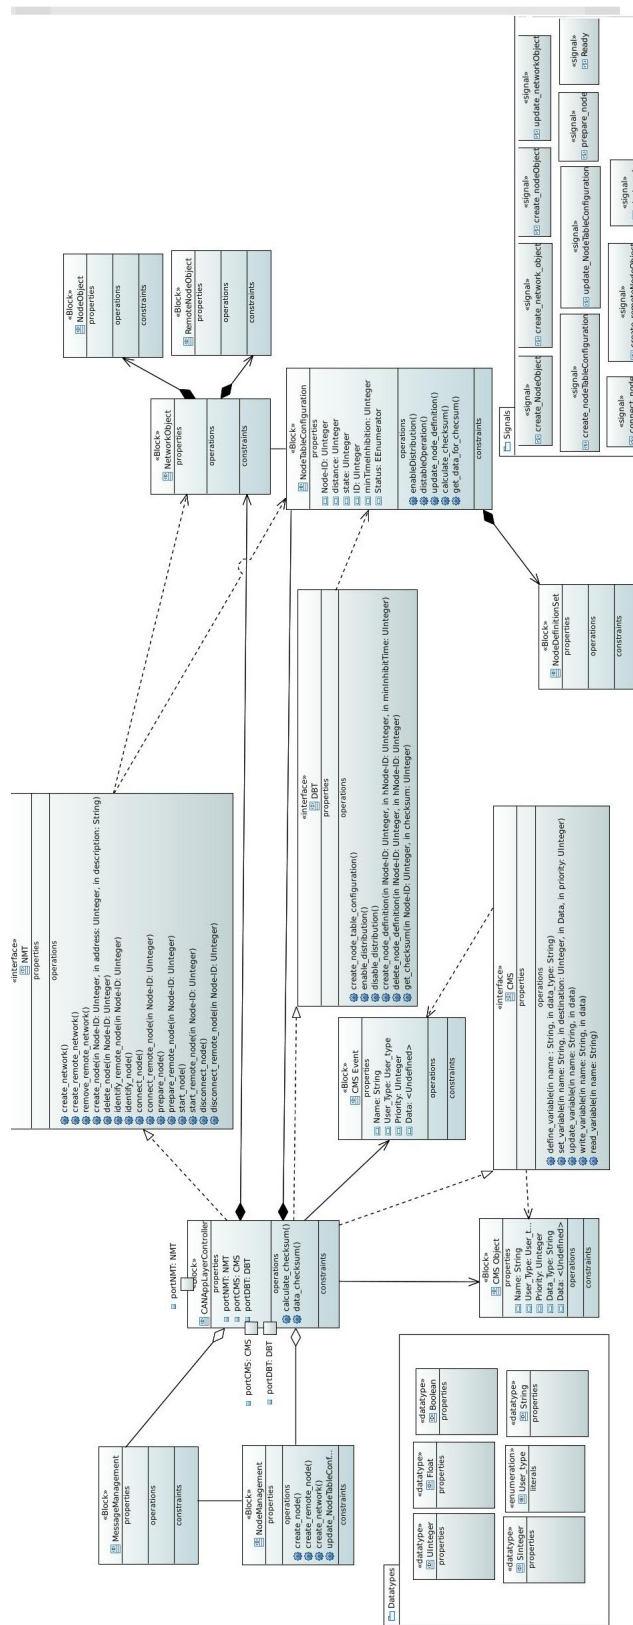 «interface»
NMT
properties
operations
create_network()
create_remote_network()
remove_remote_network()
create_node(in Node-ID: UInteger, in address: UInteger, in description: String)
delete_node(in Node-ID: UInteger)
identify_remote_node(in Node-ID: UInteger)
identify_node()
connect_node()
connect_remote_node(in Node-ID: UInteger)
prepare_node()
prepare_remote_node(in Node-ID: UInteger)
start_node()
start_remote_node(in Node-ID: UInteger)
disconnect_node()
disconnect_remote_node(in Node-ID: UInteger)
«Block»
NodeObject
properties
operations
constraints
«Block»
RemoteNodeObject
properties
operations
constraints
«Block»
NetworkObject
properties
operations
constraints
«Block»
MessageManagement
properties
operations
constraints
portNMT: NMT
«Block»
CANAppLayerController
properties
portNMT: NMT
portCMS: CMS
portDBT: DBT
operations
calculate_checksum()
data_checksum()
constraints
portCMS: CMS
portDBT: DBT
«Block»
NodeManagement
properties
operations
create_node()
create_remote_node()
create_network()
update_NodeTableConf...
constraints
«Block»
NodeTableConfiguration
properties
Node-ID: UInteger
distance: UInteger
state: UInteger
ID: UInteger
minTimeInhibition: UInteger
Status: EEnumerator
operations
enableDistribution()
distableOperation()
update_node_definition()
calculate_checksum()
get_data_for_checsum()
constraints
«interface»
DBT
properties
operations
create_node_table_configuration()
enable_distribution()
disable_distribution()
create_node_definition(in lNode-ID: UInteger, in hNode-ID: UInteger, in minInhibitTime: UInteger)
delete_node_definition(in lNode-ID: UInteger, in hNode-ID: UInteger)
get_checksum(in Node-ID: UInteger, in checksum: UInteger)
«Block»
CMS Event
properties
Name: String
User_Type: User_type
Priority: UInteger
Data: <Undefined>
operations
constraints
«Block»
CMS Object
properties
Name: String
User_Type: User_t...
Priority: UInteger
Data_Type: String
Data: <Undefined>
operations
constraints
«interface»
CMS
properties
operations
define_variable(in name : String, in data_type: String)
set_variable(in name: String, in destination: UInteger, in Data, in priority: UInteger)
update_variable(in name: String, in data)
write_variable(in name: String, in data)
read_variable(in name: String)
«Block»
NodeDefinitionSet
properties
operations
constraints
Datatypes
«datatype»
UInteger
properties
«datatype»
Float
properties
«datatype»
Boolean
properties
«datatype»
SInteger
properties
«enumeration»
User_type
literals
«datatype»
String
properties
Signals
«signal»
create_NodeObject
«signal»
create_network_object
«signal»
create_nodeObject
«signal»
update_networkObject
«signal»
create_nodeTableConfiguration
«signal»
update_NodeTableConfiguration
«signal»
prepare_node
«signal»
Ready
«signal»
«signal»
«signal»